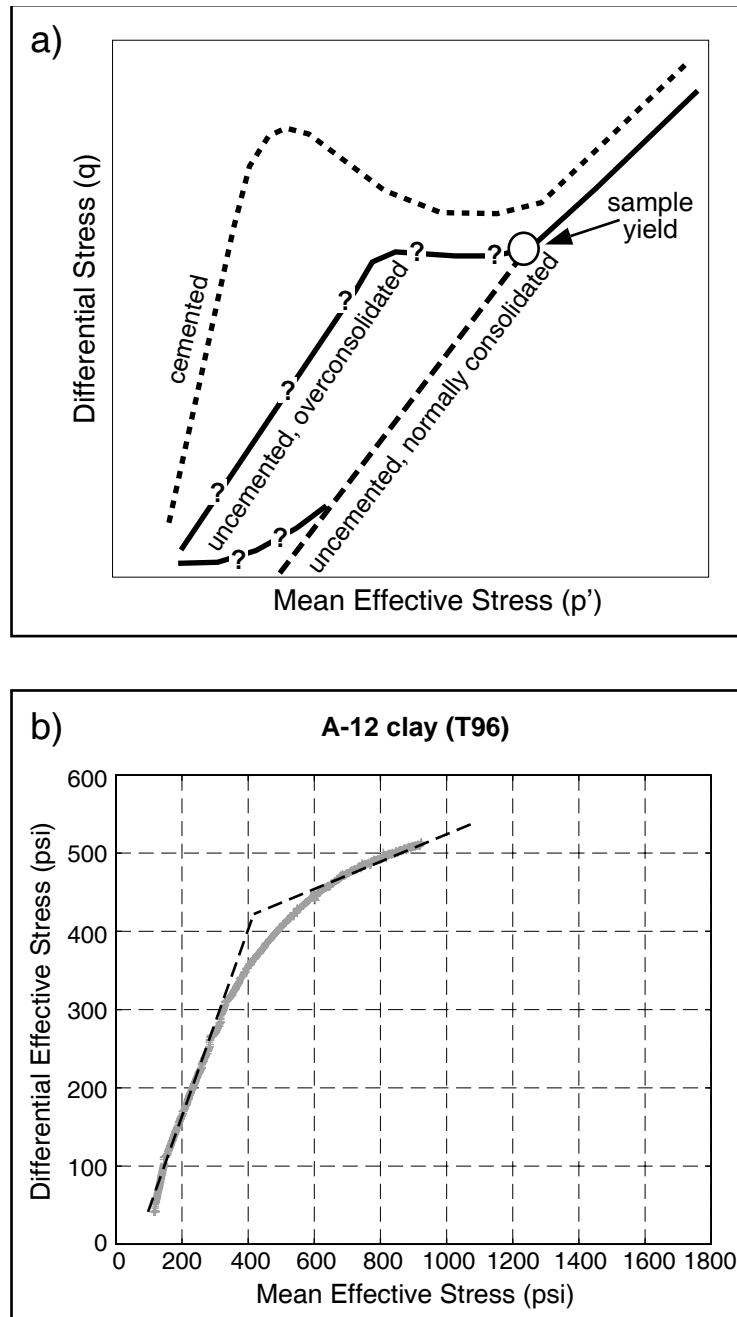 a)
Differential Stress (q)
cemented
?
?
?
?
?
?
?
uncemented, overconsolidated
uncemented, normally consolidated
sample
yield
Mean Effective Stress (p’)
b)
A-12 clay (T96)
Differential Effective Stress (psi)
600
500
400
300
200
100
0
0 200 400 600 800 1000 1200 1400 1600 1800
Mean Effective Stress (psi)